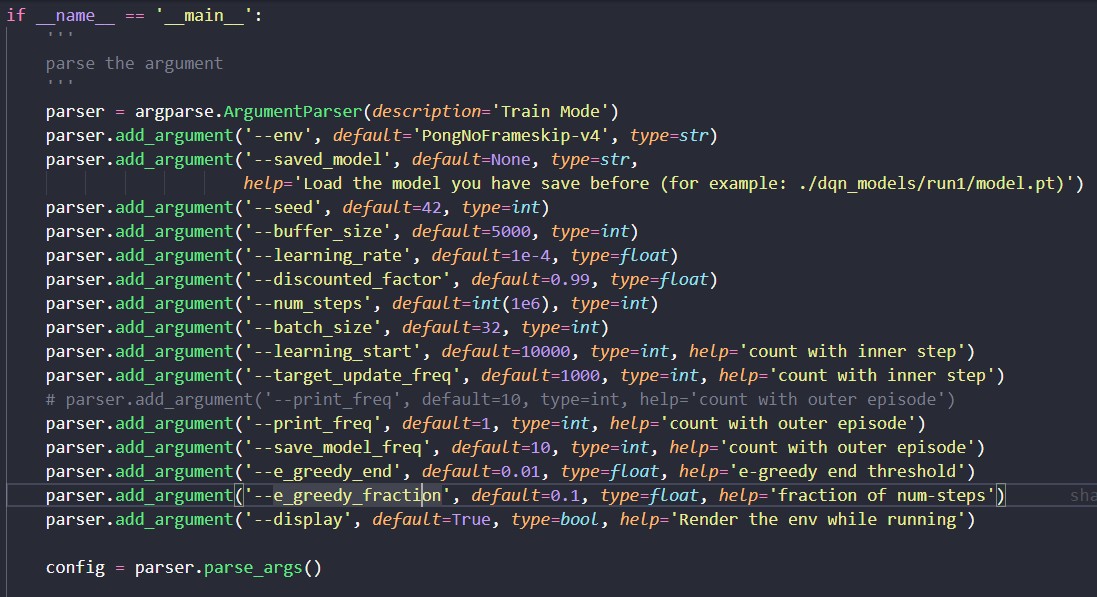 if __name__ == '__main__':
'''
parse the argument
'''
parser = argparse.ArgumentParser(description='Train Mode')
parser.add_argument('--env', default='PongNoFrameskip-v4', type=str)
parser.add_argument('--saved_model', default=None, type=str,
help='Load the model you have save before (for example: ./dqn_models/run1/model.pt)')
parser.add_argument('--seed', default=42, type=int)
parser.add_argument('--buffer_size', default=5000, type=int)
parser.add_argument('--learning_rate', default=1e-4, type=float)
parser.add_argument('--discounted_factor', default=0.99, type=float)
parser.add_argument('--num_steps', default=int(1e6), type=int)
parser.add_argument('--batch_size', default=32, type=int)
parser.add_argument('--learning_start', default=10000, type=int, help='count with inner step')
parser.add_argument('--target_update_freq', default=1000, type=int, help='count with inner step')
# parser.add_argument('--print_freq', default=10, type=int, help='count with outer episode')
parser.add_argument('--print_freq', default=1, type=int, help='count with outer episode')
parser.add_argument('--save_model_freq', default=10, type=int, help='count with outer episode')
parser.add_argument('--e_greedy_end', default=0.01, type=float, help='e-greedy end threshold')
parser.add_argument('--e_greedy_fraction', default=0.1, type=float, help='fraction of num-steps') sha
parser.add_argument('--display', default=True, type=bool, help='Render the env while running')
config = parser.parse_args()